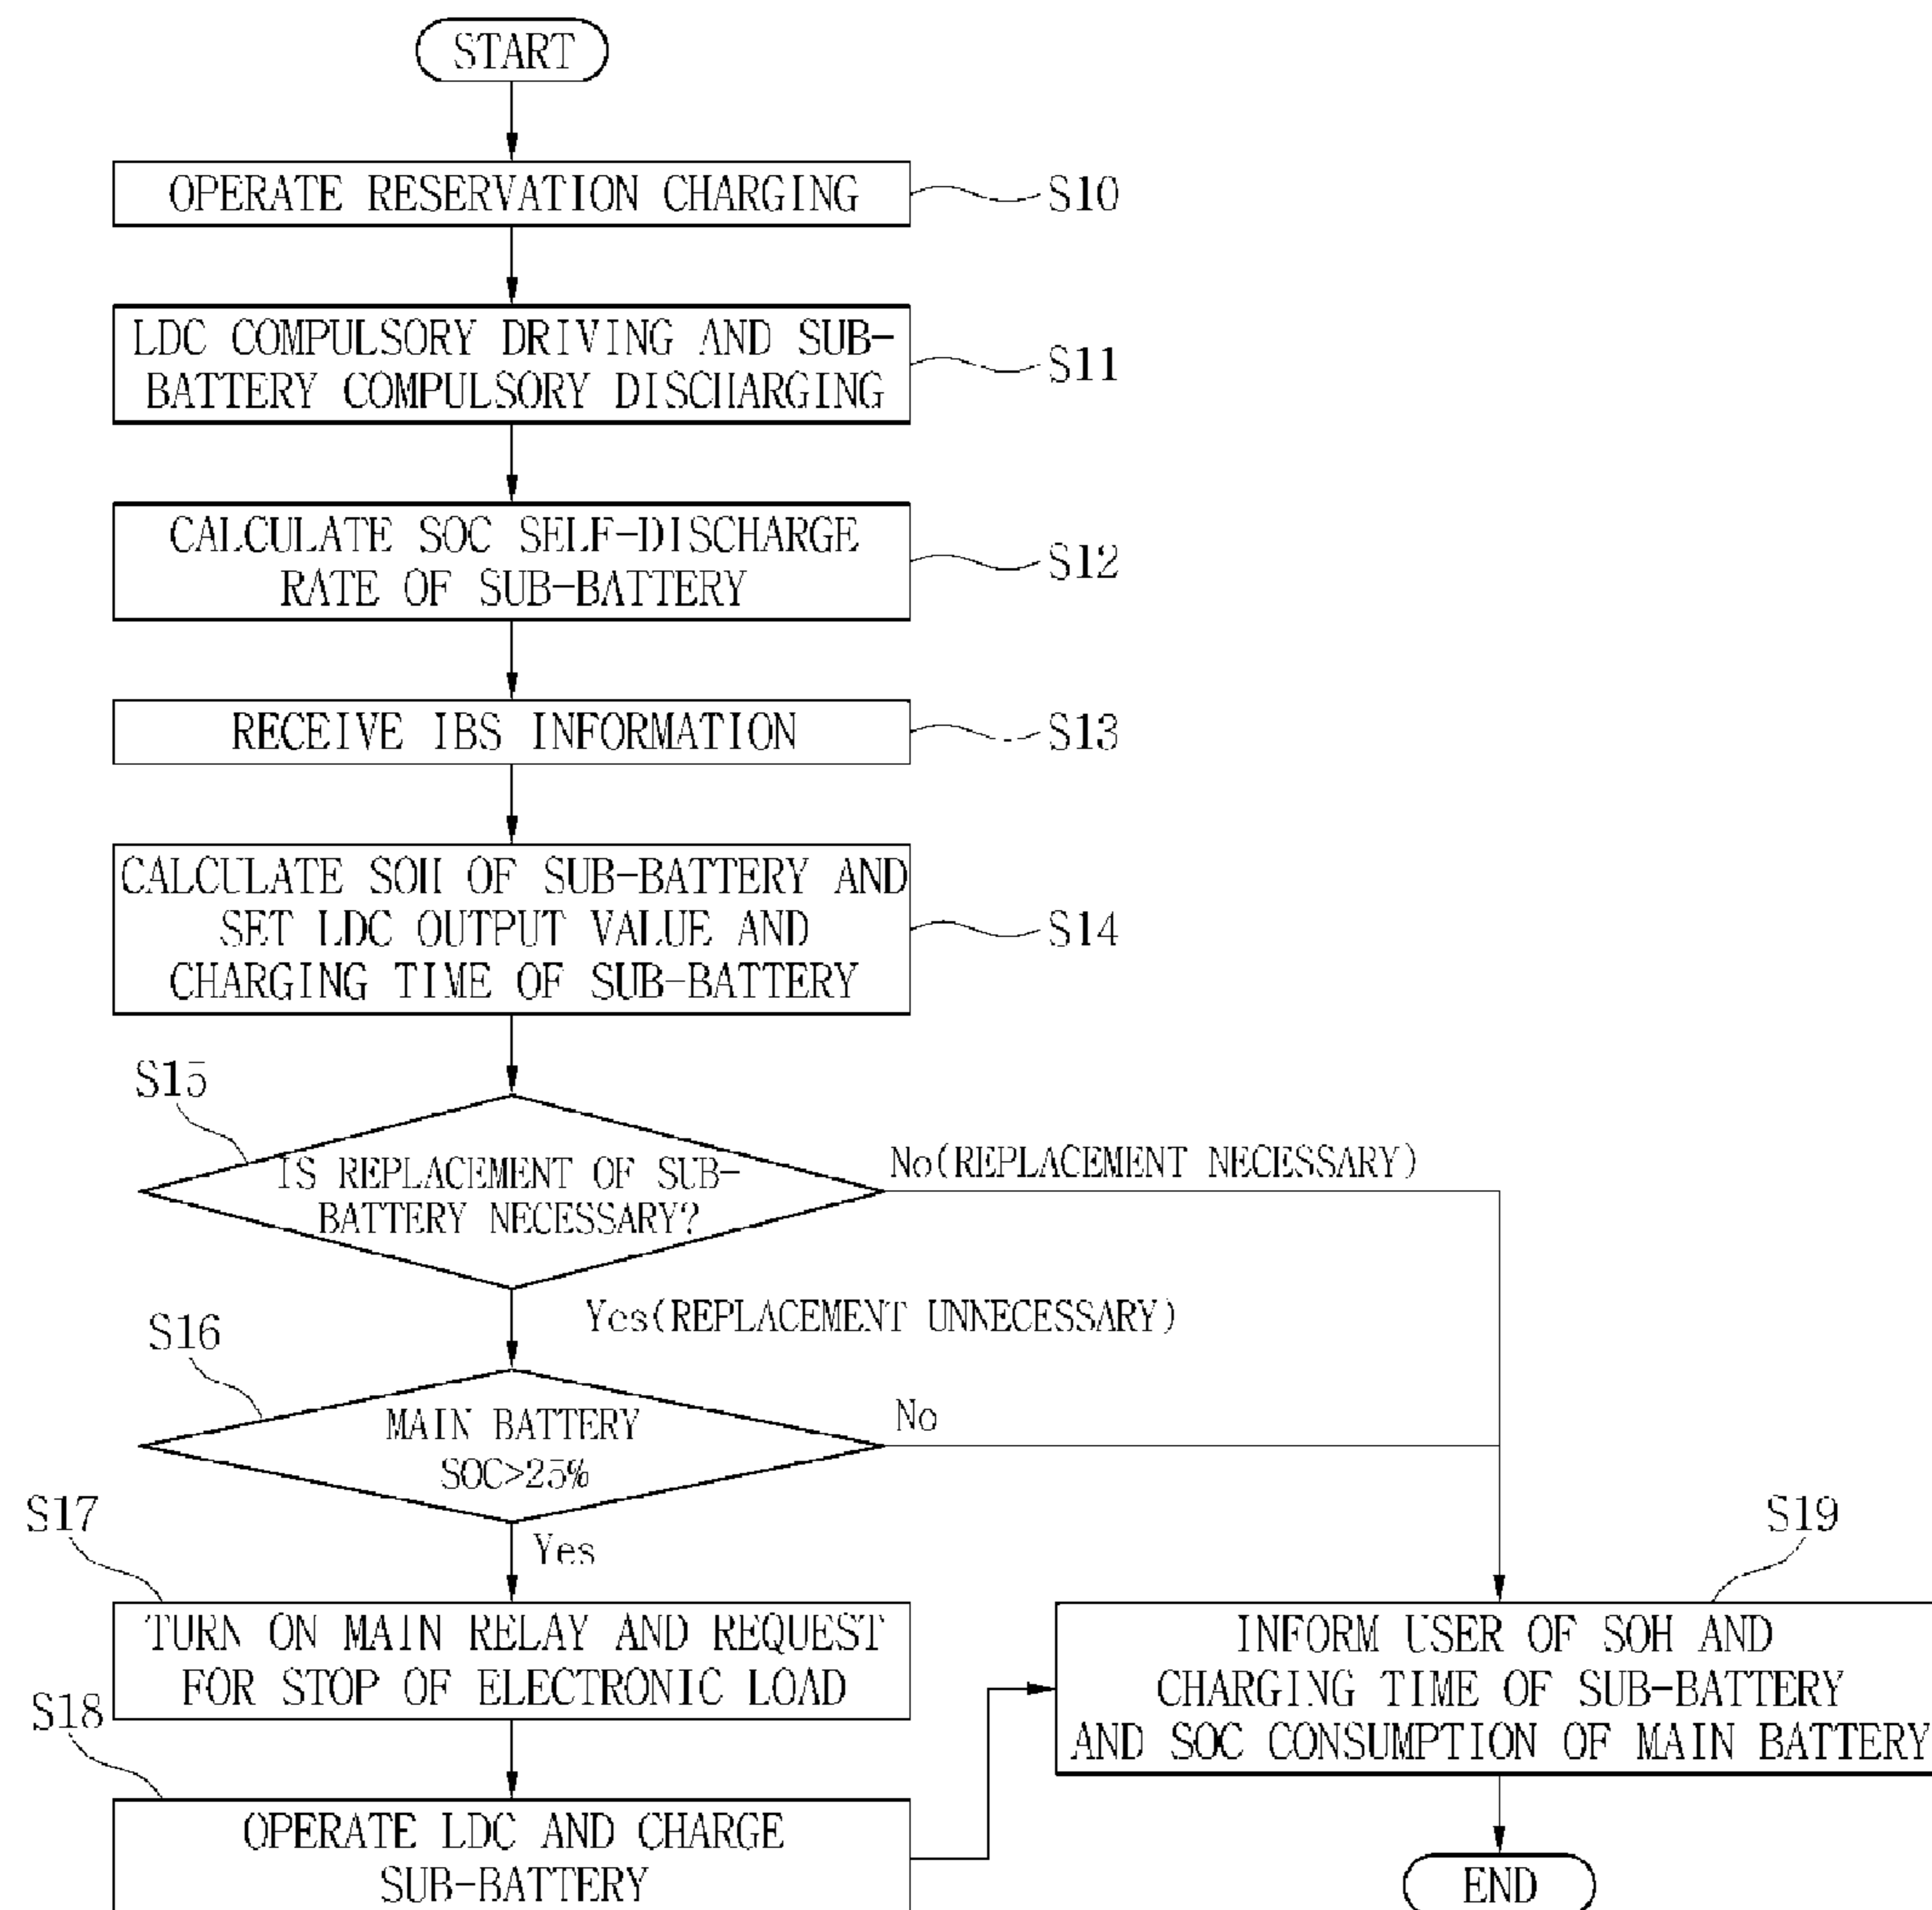 START
OPERATE RESERVATION CHARGING
S10
LDC COMPULSORY DRIVING AND SUB-
BATTERY COMPULSORY DISCHARGING
S11
CALCULATE SOC SELF-DISCHARGE
RATE OF SUB-BATTERY
S12
RECEIVE IBS INFORMATION
S13
CALCULATE SOH OF SUB-BATTERY AND
SET LDC OUTPUT VALUE AND
CHARGING TIME OF SUB-BATTERY
S14
S15
IS REPLACEMENT OF SUB-
BATTERY NECESSARY?
No(REPLACEMENT NECESSARY)
Yes(REPLACEMENT UNNECESSARY)
S16
MAIN BATTERY
SOC>25%
No
Yes
S17
TURN ON MAIN RELAY AND REQUEST
FOR STOP OF ELECTRONIC LOAD
S18
OPERATE LDC AND CHARGE
SUB-BATTERY
S19
INFORM USER OF SOH AND
CHARGING TIME OF SUB-BATTERY
AND SOC CONSUMPTION OF MAIN BATTERY
END